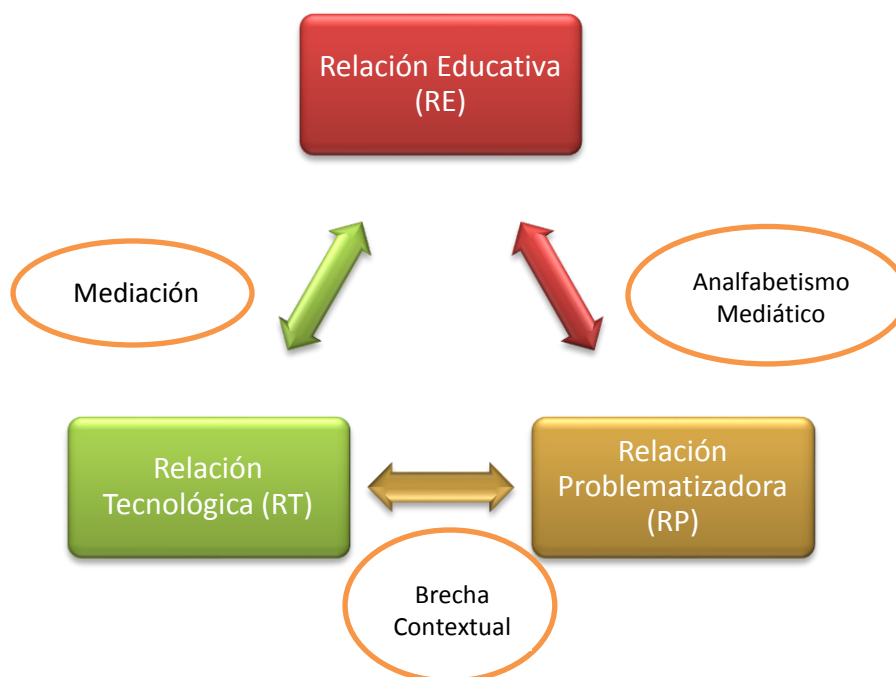 Relación Educativa
(RE)
Mediación
Analfabetismo
Mediático
Relación
Tecnológica (RT)
Relación
Problematizadora
(RP)
Brecha
Contextual